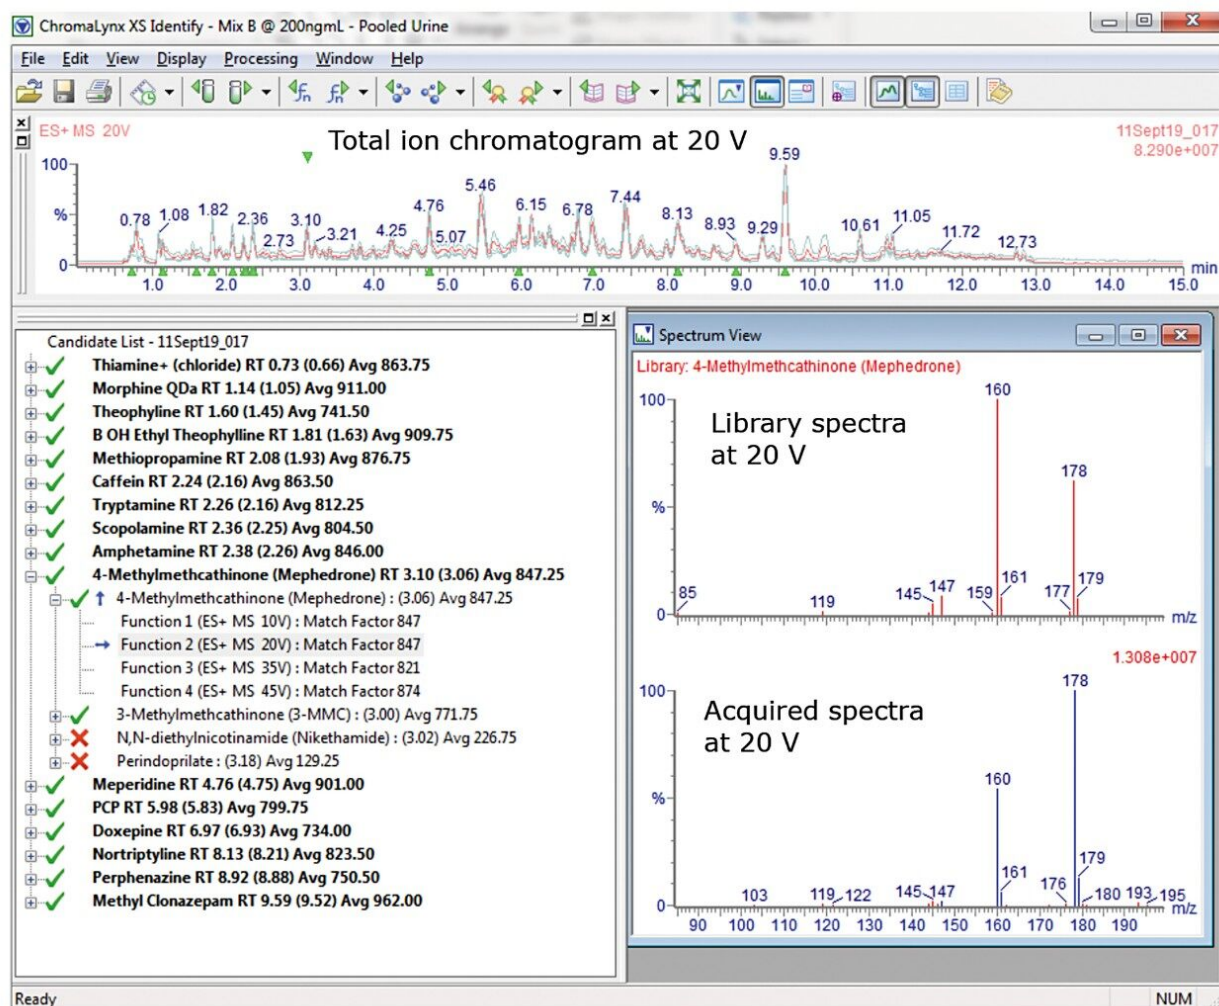 ChromaLynx XS Identify - Mix B @ 200ngmL - Pooled Urine
File Edit View Display Processing Window Help
ES+ MS 20V
Total ion chromatogram at 20 V
11Sept19_017
8.290e+007
100
%
0
0.78 1.08 1.82 2.36 2.73 3.10 3.21 4.25 4.76 5.07 5.46 6.15 6.78 7.44 8.13 8.93 9.29 9.59 10.61 11.05 11.72 12.73
min
1.0 2.0 3.0 4.0 5.0 6.0 7.0 8.0 9.0 10.0 11.0 12.0 13.0 14.0 15.0
Candidate List - 11Sept19_017
Thiamine+ (chloride) RT 0.73 (0.66) Avg 863.75
Morphine QDa RT 1.14 (1.05) Avg 911.00
Theophyline RT 1.60 (1.45) Avg 741.50
B OH Ethyl Theophylline RT 1.81 (1.63) Avg 909.75
Methiopropamine RT 2.08 (1.93) Avg 876.75
Caffein RT 2.24 (2.16) Avg 863.50
Tryptamine RT 2.26 (2.16) Avg 812.25
Scopolamine RT 2.36 (2.25) Avg 804.50
Amphetamine RT 2.38 (2.26) Avg 846.00
4-Methylmethcathinone (Mephedrone) RT 3.10 (3.06) Avg 847.25
4-Methylmethcathinone (Mephedrone) : (3.06) Avg 847.25
Function 1 (ES+ MS 10V) : Match Factor 847
Function 2 (ES+ MS 20V) : Match Factor 847
Function 3 (ES+ MS 35V) : Match Factor 821
Function 4 (ES+ MS 45V) : Match Factor 874
3-Methylmethcathinone (3-MMC) : (3.00) Avg 771.75
N,N-diethylnicotinamide (Nikethamide) : (3.02) Avg 226.75
Perindoprilate : (3.18) Avg 129.25
Meperidine RT 4.76 (4.75) Avg 901.00
PCP RT 5.98 (5.83) Avg 799.75
Doxepine RT 6.97 (6.93) Avg 734.00
Nortriptyline RT 8.13 (8.21) Avg 823.50
Perphenazine RT 8.92 (8.88) Avg 750.50
Methyl Clonazepam RT 9.59 (9.52) Avg 962.00
Spectrum View
Library: 4-Methylmethcathinone (Mephedrone)
Library spectra
at 20 V
100
%
0
85 119 145 147 159 160 161 177 178 179
m/z
1.308e+007
Acquired spectra
at 20 V
100
%
0
103 119 122 145 147 160 161 176 178 179 180 193 195
m/z
90 100 110 120 130 140 150 160 170 180 190
Ready
NUM